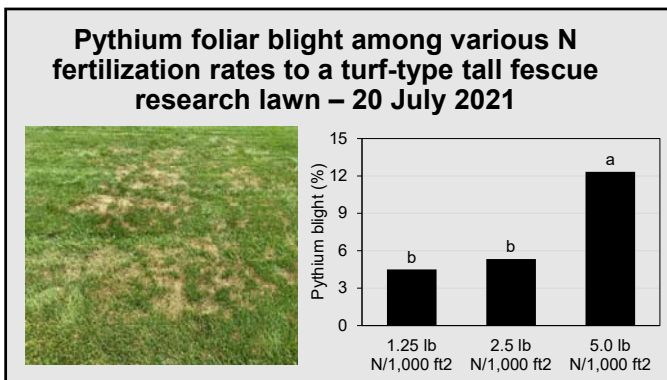 Pythium foliar blight among various N
fertilization rates to a turf-type tall fescue
research lawn – 20 July 2021
15
12
9
6
3
0
Pythium blight (%)
b
b
a
1.25 lb
N/1,000 ft2
2.5 lb
N/1,000 ft2
5.0 lb
N/1,000 ft2